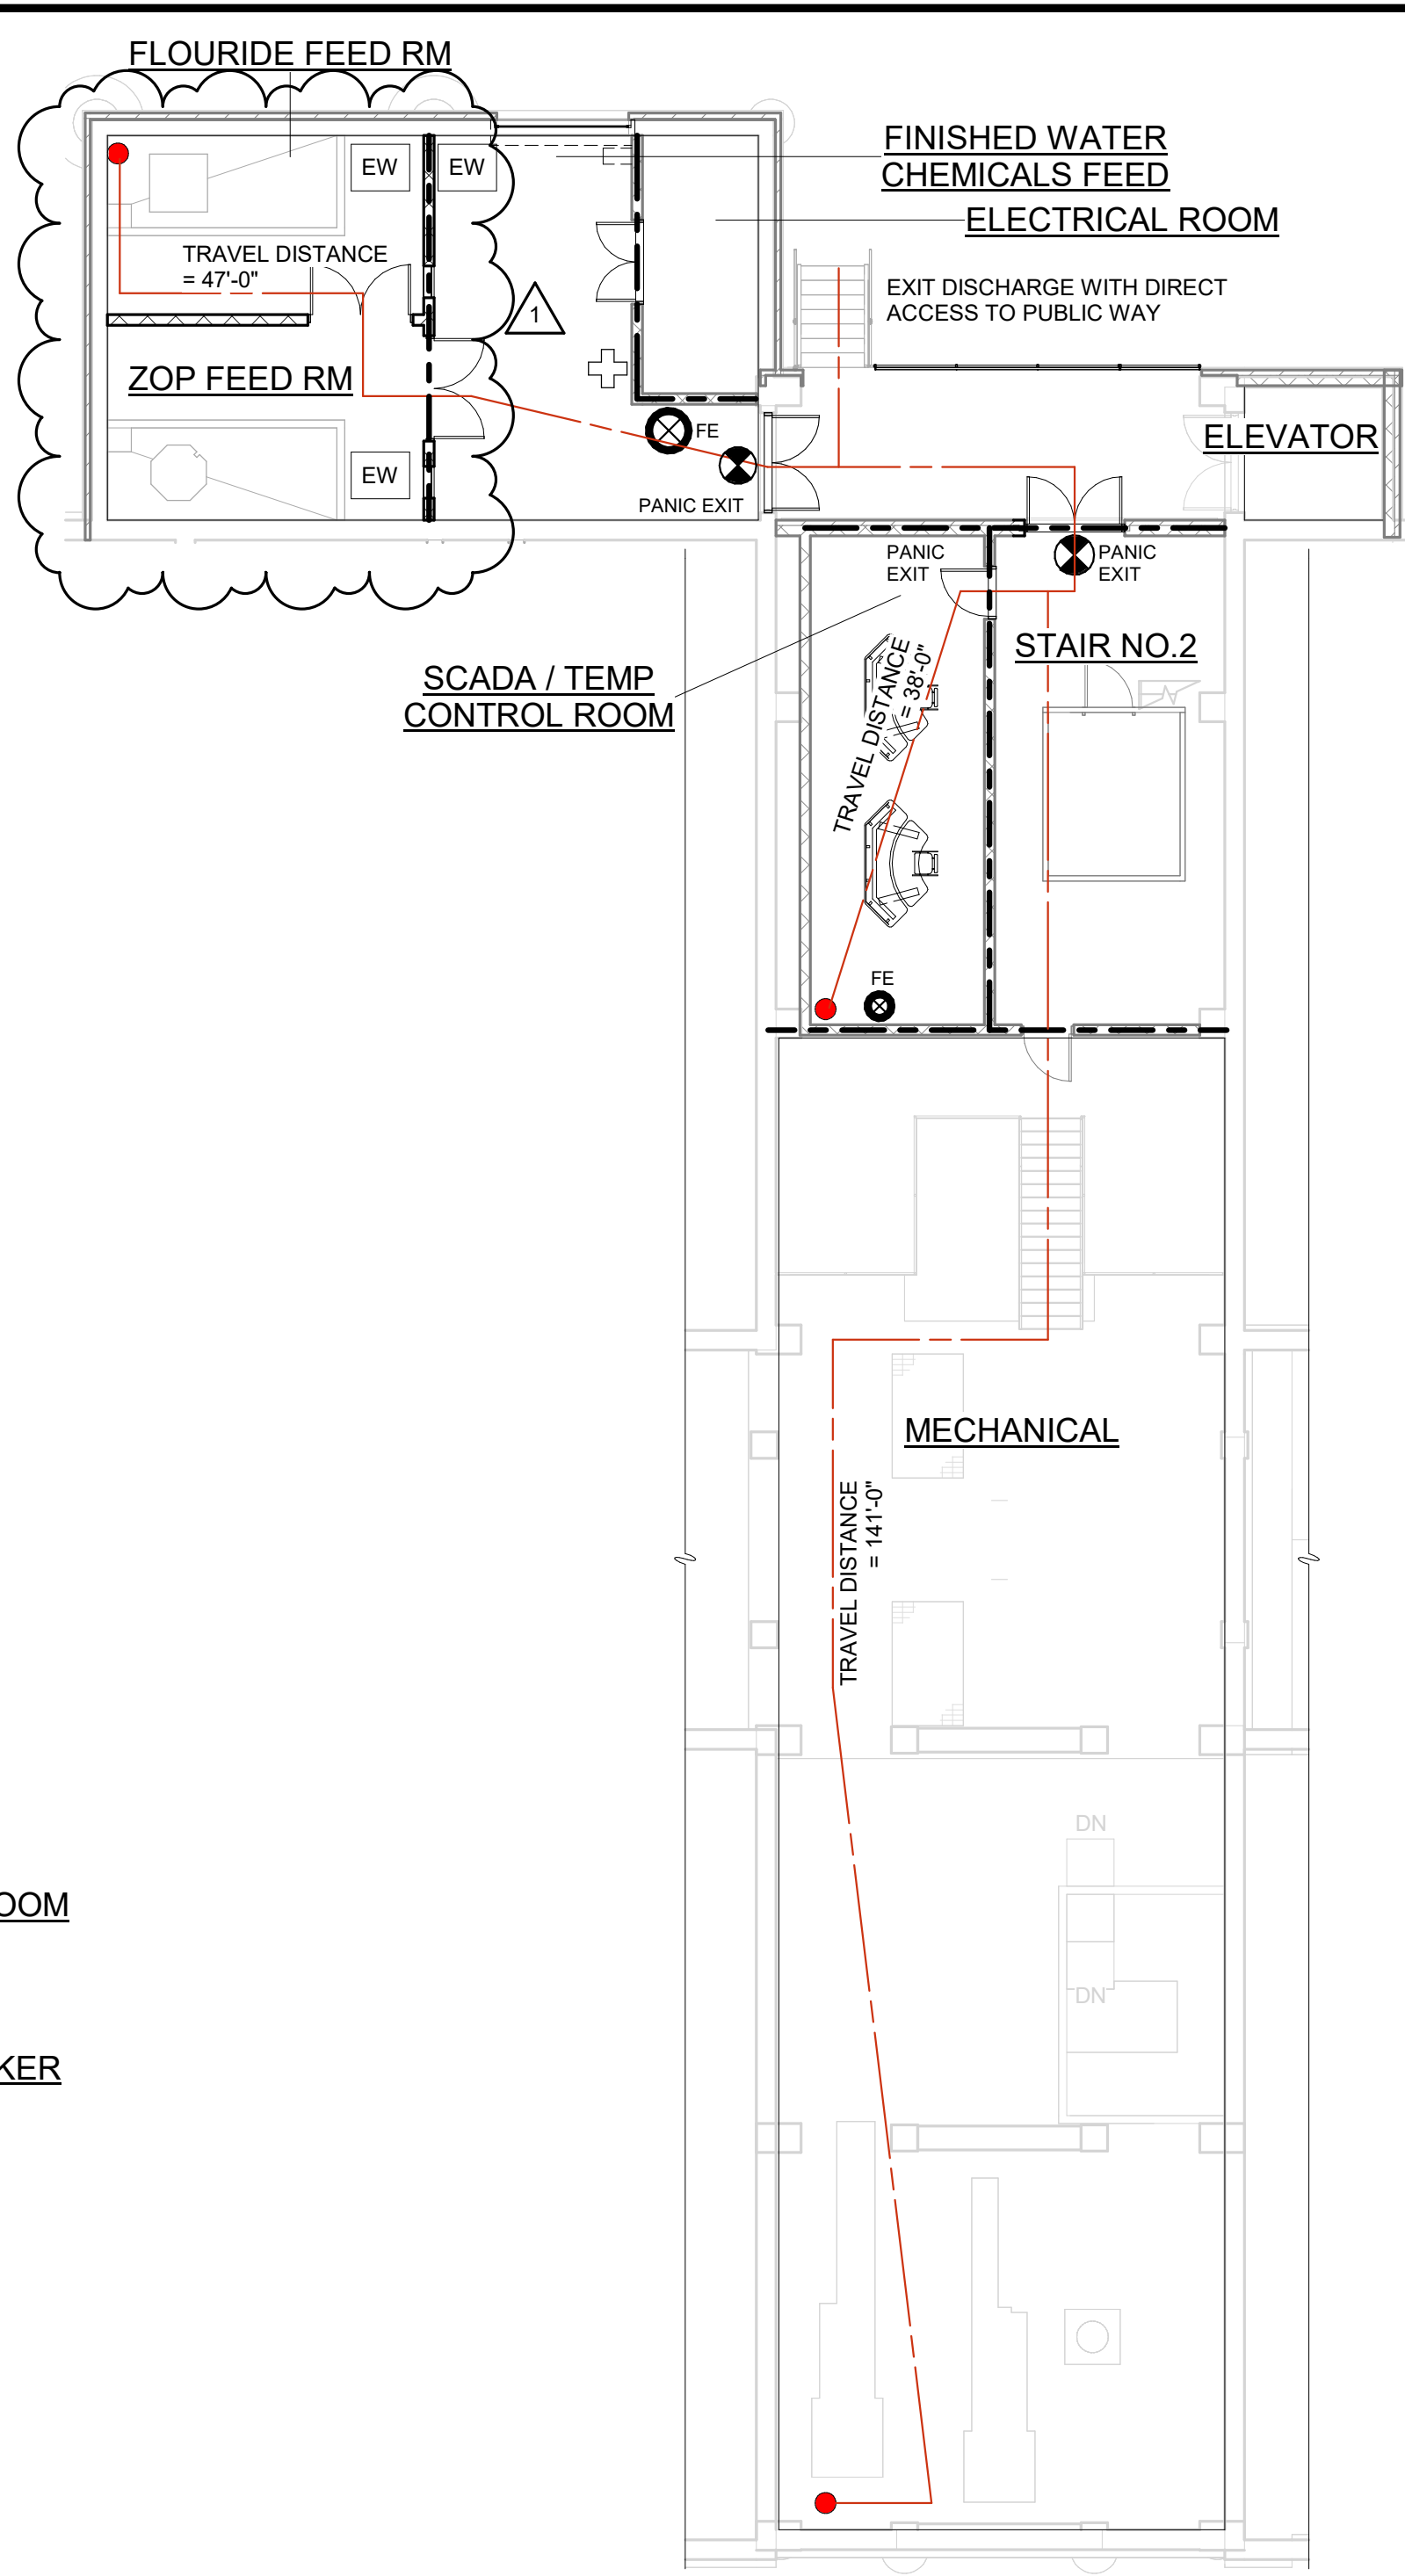 FLOURIDE FEED RM
FINISHED WATER
CHEMICALS FEED
ELECTRICAL ROOM
EW
EW
TRAVEL DISTANCE
= 47'-0"
EXIT DISCHARGE WITH DIRECT
ACCESS TO PUBLIC WAY
1
ZOP FEED RM
FE
ELEVATOR
EW
PANIC EXIT
PANIC
EXIT
PANIC
EXIT
STAIR NO.2
SCADA / TEMP
CONTROL ROOM
TRAVEL DISTANCE
= 38'-0"
FE
MECHANICAL
TRAVEL DISTANCE
= 141'-0"
DN
OOM
DN
KER